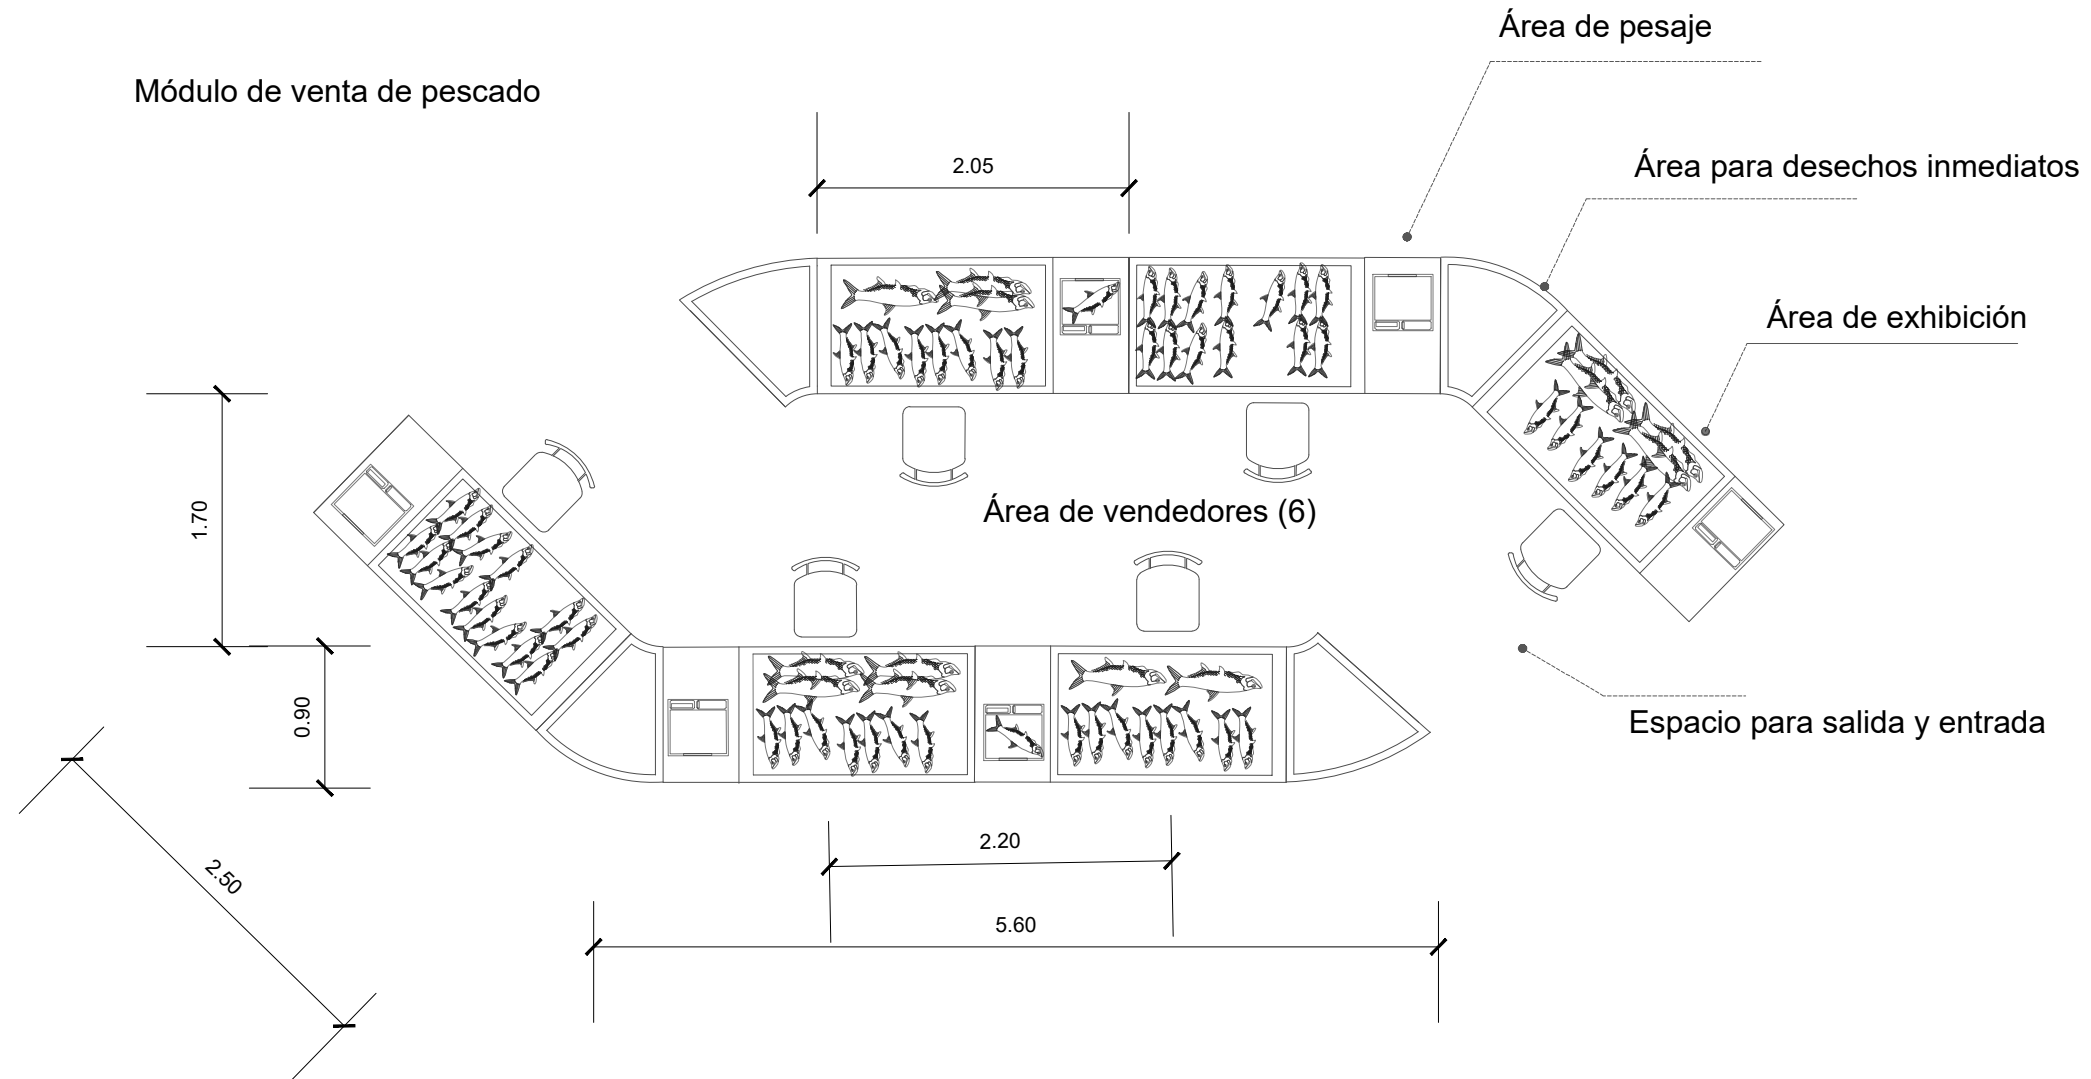 Área de pesaje
Módulo de venta de pescado
2.05
Área para desechos inmediatos
Área de exhibición
1.70
Área de vendedores (6)
0.90
Espacio para salida y entrada
2.50
2.20
5.60